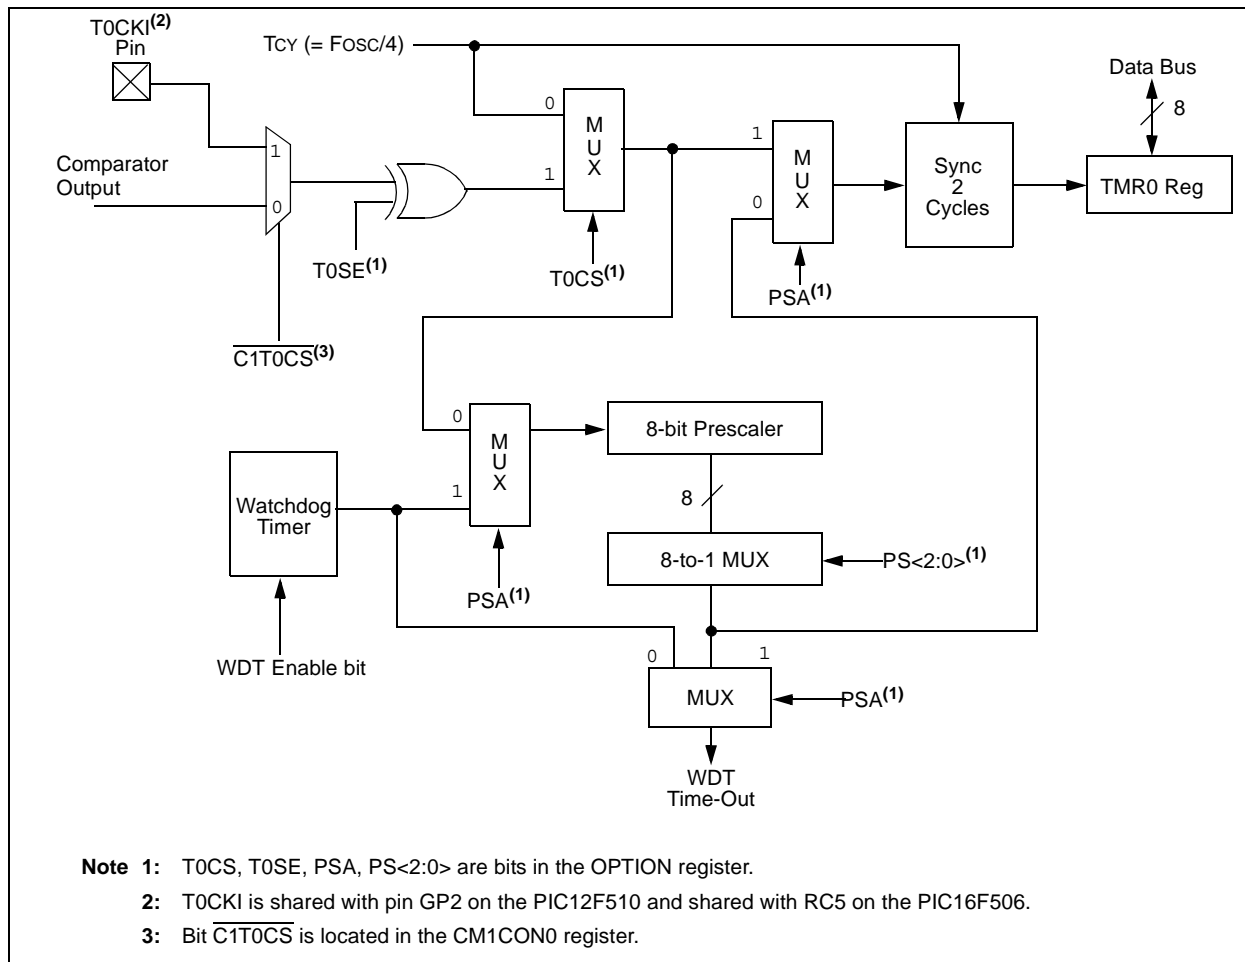 T0CKI(2)
Pin
TCY (= FOSC/4)
Data Bus
8
0
M
U
X
1
1
M
U
X
0
Sync
2
Cycles
TMR0 Reg
Comparator
Output
1
0
T0SE(1)
T0CS(1)
PSA(1)
C1T0CS(3)
0
M
U
X
1
8-bit Prescaler
Watchdog
Timer
8
8-to-1 MUX
PS<2:0>(1)
PSA(1)
WDT Enable bit
0
1
MUX
PSA(1)
WDT
Time-Out
Note 1: T0CS, T0SE, PSA, PS<2:0> are bits in the OPTION register.
2: T0CKI is shared with pin GP2 on the PIC12F510 and shared with RC5 on the PIC16F506.
3: Bit C1T0CS is located in the CM1CON0 register.